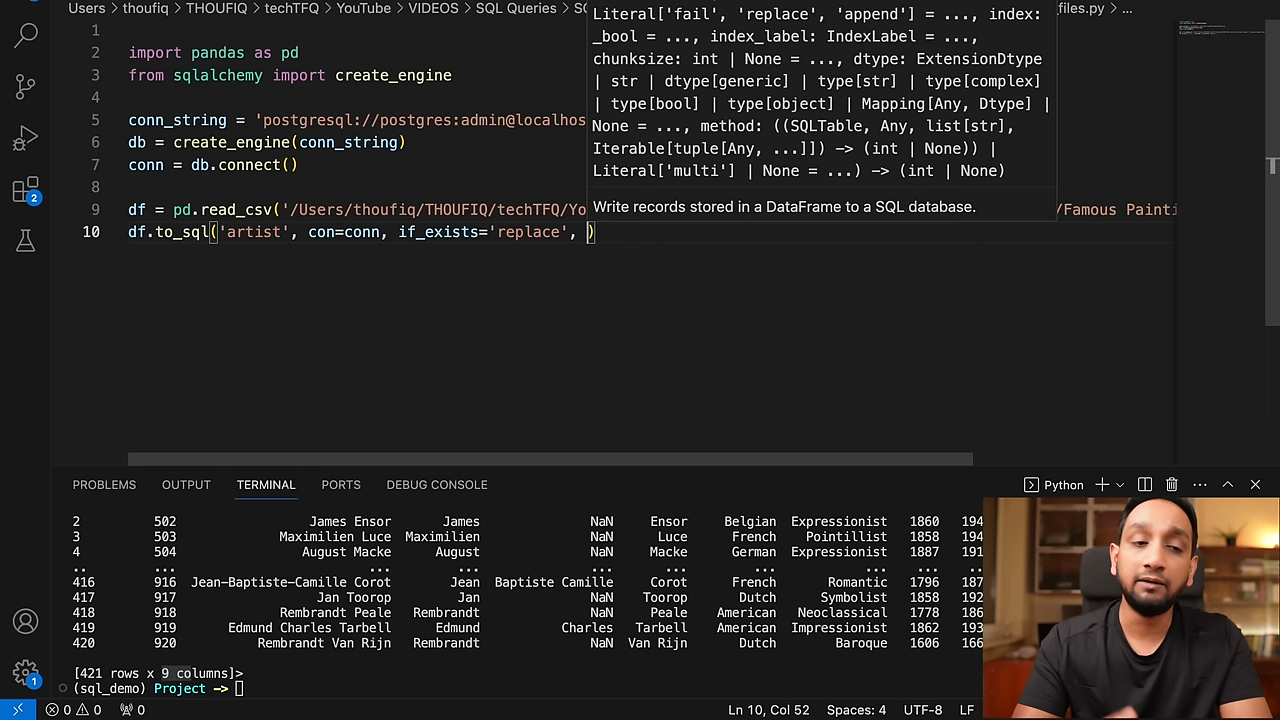 Users > thoufiq > THOUFIQ > techTFQ > YouTube > VIDEOS > SQL Queries > SQ
files.py > ...
1
2 import pandas as pd
3 from sqlalchemy import create_engine
4
5 conn_string = 'postgresql://postgres:admin@localhos
6 db = create_engine(conn_string)
7 conn = db.connect()
8
9 df = pd.read_csv('/Users/thoufiq/THOUFIQ/techTFQ/Yo /Famous Painti
10 df.to_sql('artist', con=conn, if_exists='replace', )
Literal['fail', 'replace', 'append'] = ..., index:
_bool = ..., index_label: IndexLabel = ...,
chunksize: int | None = ..., dtype: ExtensionDtype
| str | dtype[generic] | type[str] | type[complex]
| type[bool] | type[object] | Mapping[Any, Dtype] |
None = ..., method: ((SQLTable, Any, list[str],
Iterable[tuple[Any, ...]]) -> (int | None)) |
Literal['multi'] | None = ...) -> (int | None)
Write records stored in a DataFrame to a SQL database.
2
PROBLEMS OUTPUT TERMINAL PORTS DEBUG CONSOLE Python
2 502 James Ensor James NaN Ensor Belgian Expressionist 1860 194
3 503 Maximilien Luce Maximilien NaN Luce French Pointillist 1858 194
4 504 August Macke August NaN Macke German Expressionist 1887 191
.. ... ... ... ... ... ... ... ...
416 916 Jean-Baptiste-Camille Corot Jean Baptiste Camille Corot French Romantic 1796 187
417 917 Jan Toorop Jan NaN Toorop Dutch Symbolist 1858 192
418 918 Rembrandt Peale Rembrandt NaN Peale American Neoclassical 1778 186
419 919 Edmund Charles Tarbell Edmund Charles Tarbell American Impressionist 1862 193
420 920 Rembrandt Van Rijn Rembrandt NaN Van Rijn Dutch Baroque 1606 166
[421 rows x 9 columns]>
(sql_demo) Project ->
1
0 0 0 Ln 10, Col 52 Spaces: 4 UTF-8 LF